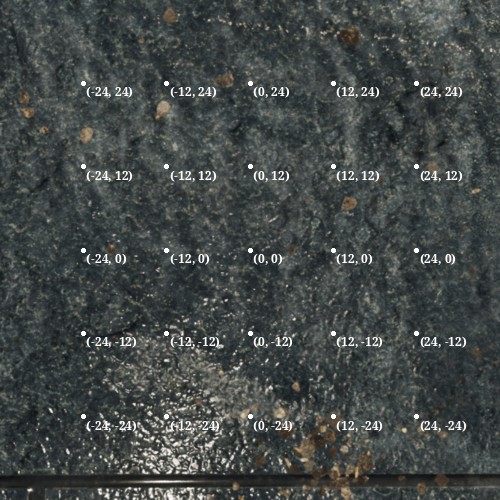 (-24, 24) (-12, 24) (0, 24) (12, 24) (24, 24)
(-24, 12) (-12, 12) (0, 12) (12, 12) (24, 12)
(-24, 0) (-12, 0) (0, 0) (12, 0) (24, 0)
(-24, -12) (-12, -12) (0, -12) (12, -12) (24, -12)
(-24, -24) (-12, -24) (0, -24) (12, -24) (24, -24)